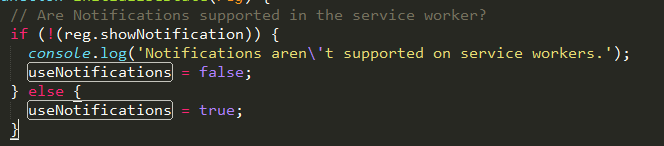 // Are Notifications supported in the service worker?
if (!(reg.showNotification)) {
console.log('Notifications aren\'t supported on service workers.');
useNotifications = false;
} else {
useNotifications = true;
}